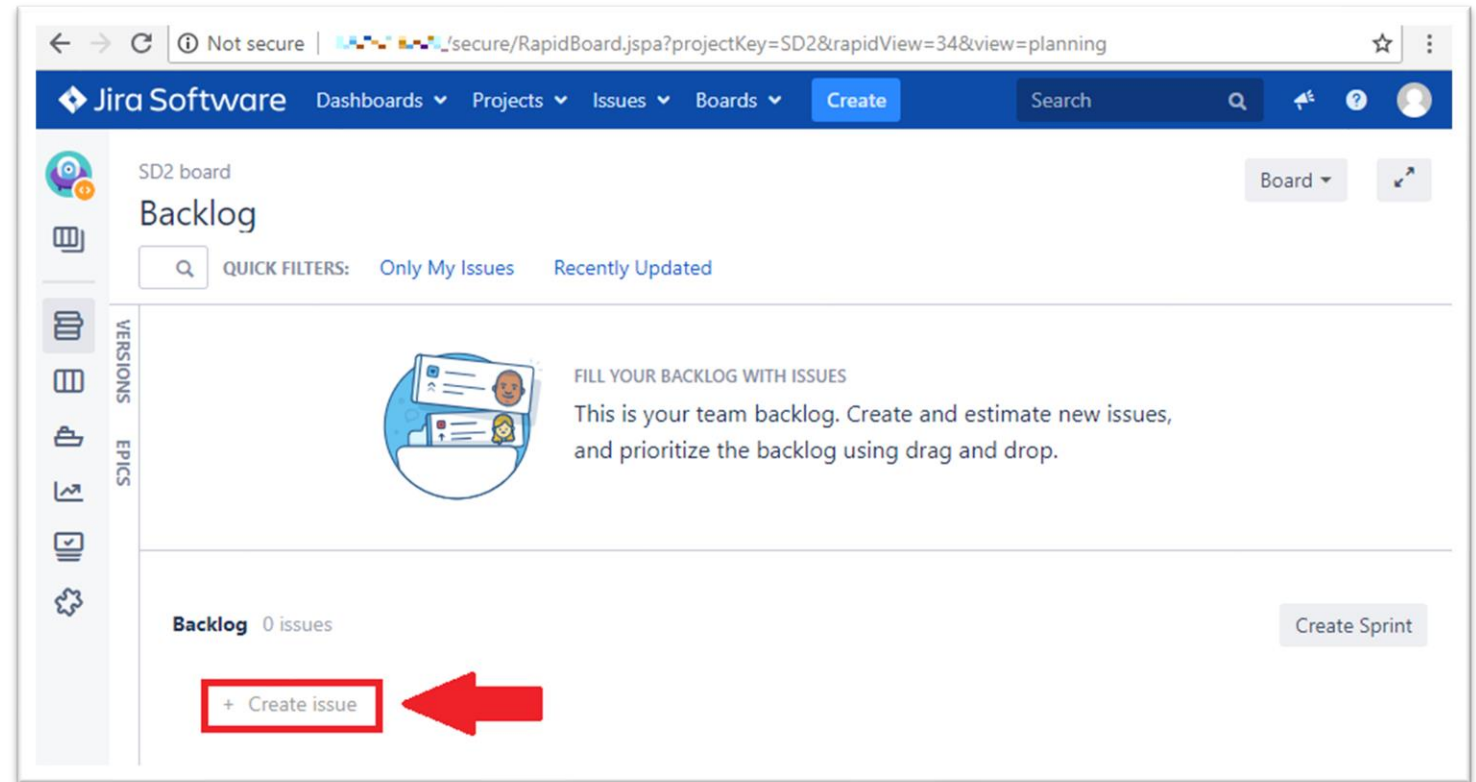 Not secure | /secure/RapidBoard.jspa?projectKey=SD2&rapidView=34&view=planning
Jira Software Dashboards Projects Issues Boards Create Search
SD2 board
Board
Backlog
QUICK FILTERS: Only My Issues Recently Updated
VERSIONS
EPICS
FILL YOUR BACKLOG WITH ISSUES
This is your team backlog. Create and estimate new issues,
and prioritize the backlog using drag and drop.
Backlog 0 issues
Create Sprint
+ Create issue